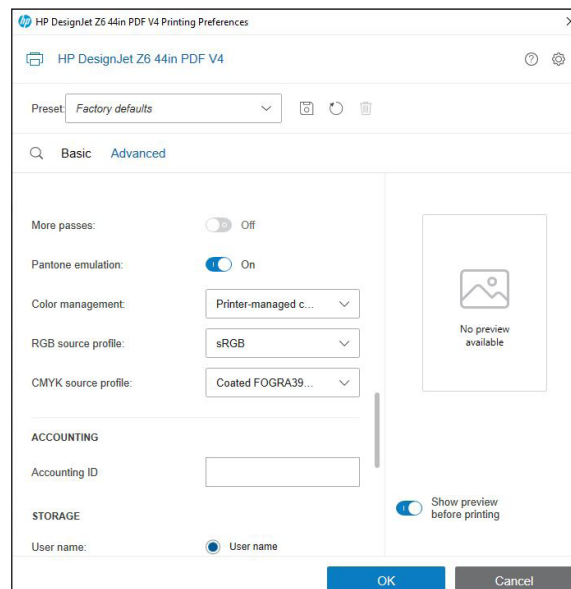 HP DesignJet Z6 44in PDF V4 Printing Preferences
HP DesignJet Z6 44in PDF V4
Preset: Factory defaults
Basic Advanced
More passes: Off
Pantone emulation: On
Color management: Printer-managed c...
RGB source profile: sRGB
CMYK source profile: Coated FOGRA39...
No preview
available
ACCOUNTING
Accounting ID
Show preview
before printing
STORAGE
User name: User name
OK Cancel